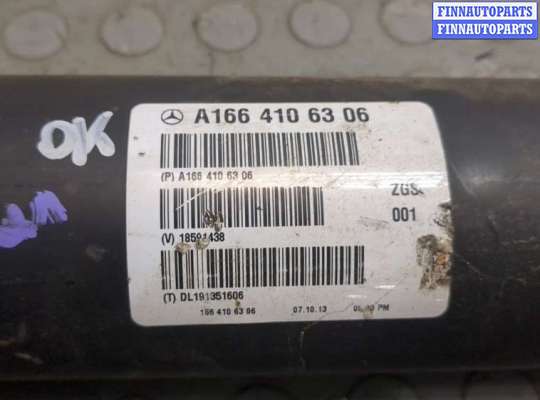 FINNAUTOPARTS
FINNAUTOPARTS
OK
A166 410 63 06
(P) A166 410 63 06
ZGS:
001
(V) 18591438
(T) DL191351606
166 410 63 06 07.10.13 PM